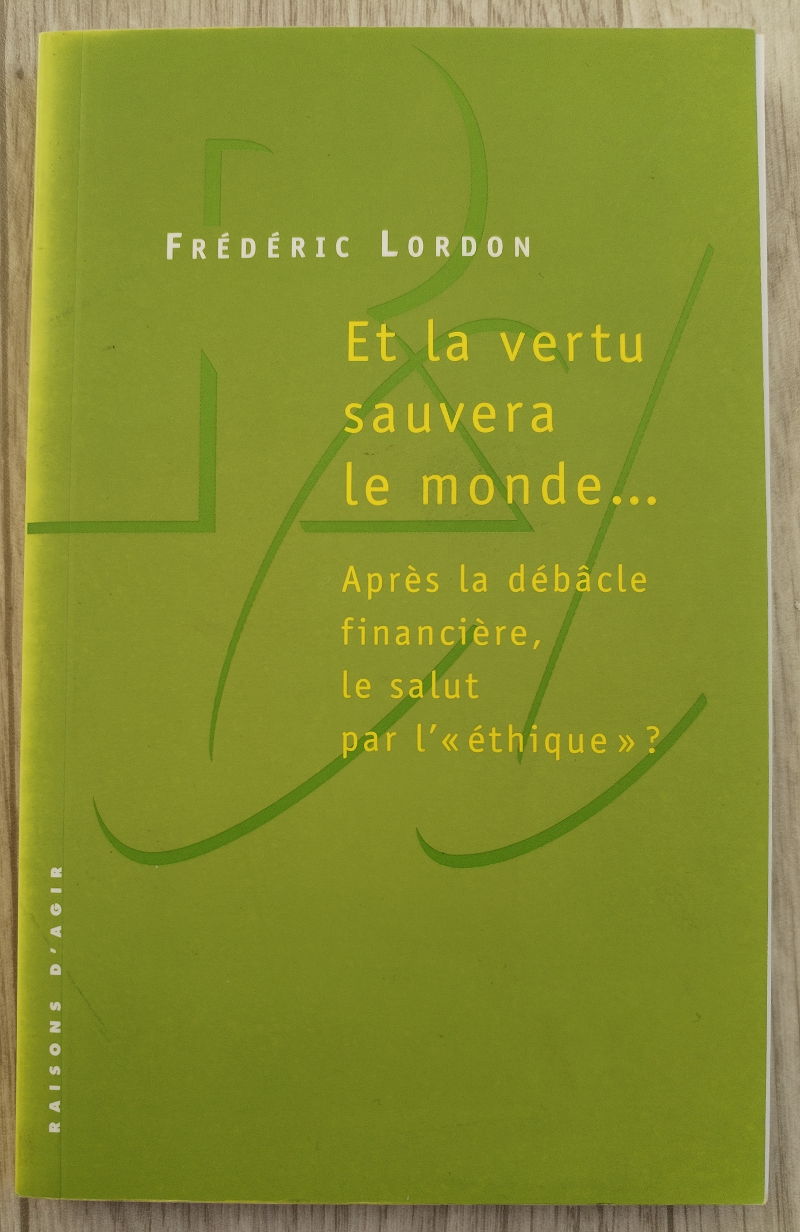 FRÉDÉRIC LORDON
Et la vertu
sauvera
le monde...
Après la débâcle
financière,
le salut
par l'« éthique » ?
RAISONS D'AGIR